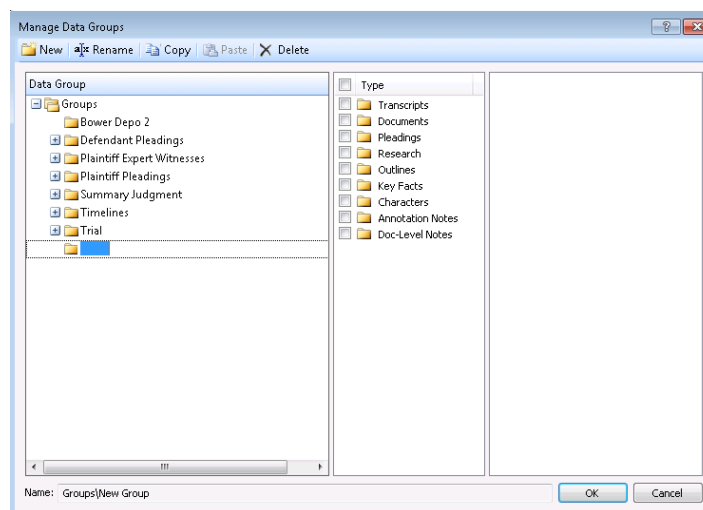 Manage Data Groups
New Rename Copy Paste Delete
Data Group
Groups
Bower Depo 2
Defendant Pleadings
Plaintiff Expert Witnesses
Plaintiff Pleadings
Summary Judgment
Timelines
Trial
Type
Transcripts
Documents
Pleadings
Research
Outlines
Key Facts
Characters
Annotation Notes
Doc-Level Notes
Name: Groups\New Group
OK Cancel